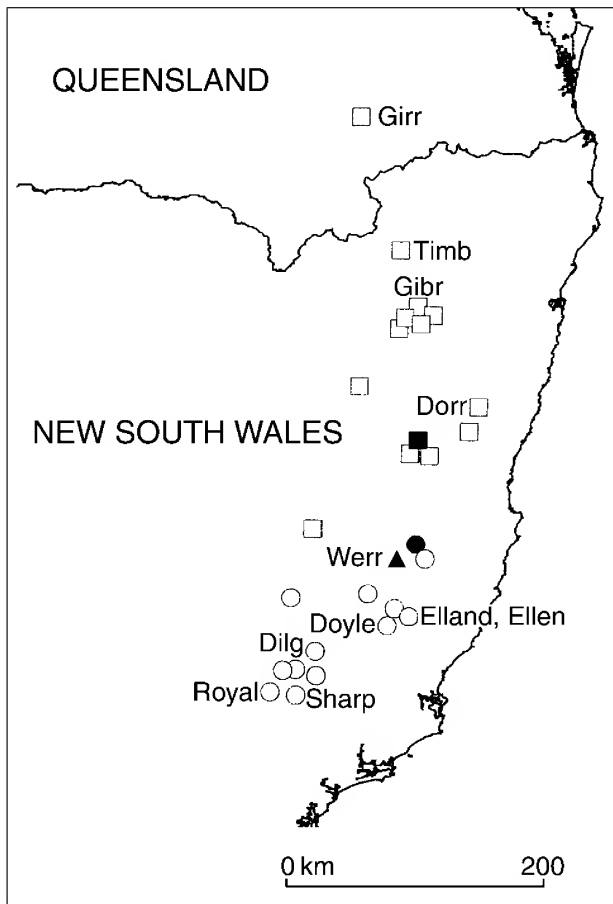 QUEENSLAND
Girr
Timb
Gibr
Dorr
NEW SOUTH WALES
Werr
Elland, Ellen
Doyle
Dilg
Royal
Sharp
0 km 200